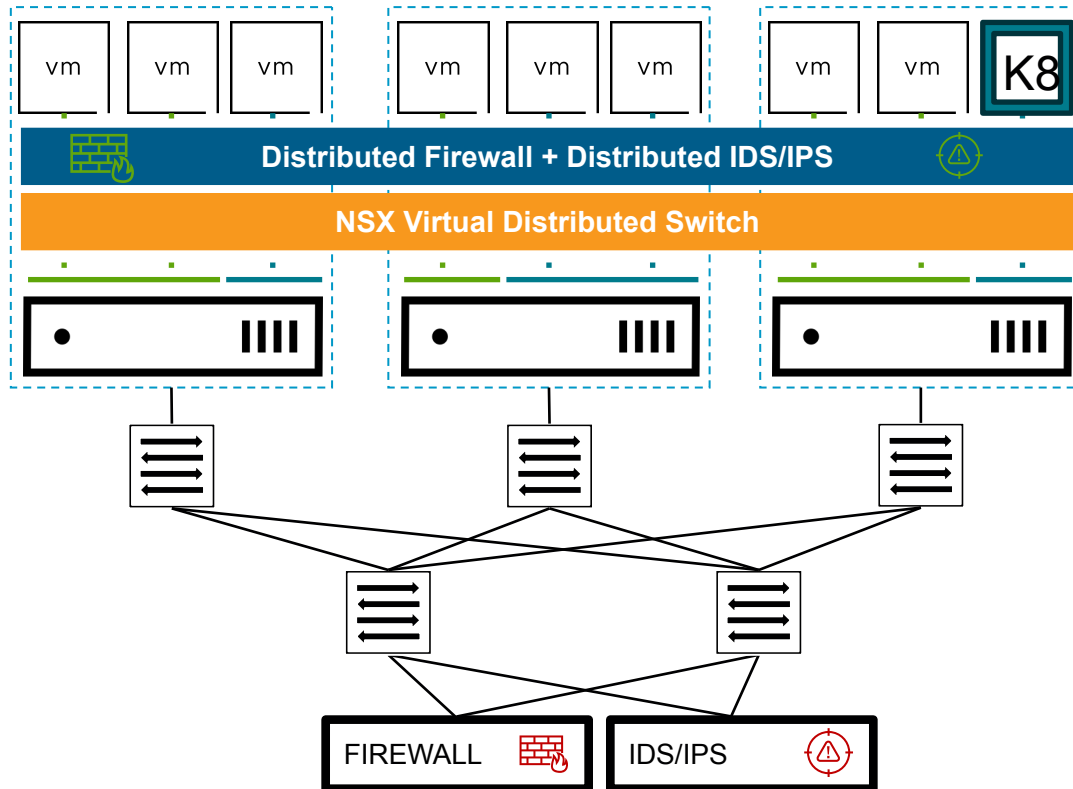 vm vm vm vm vm vm vm vm K8
Distributed Firewall + Distributed IDS/IPS
NSX Virtual Distributed Switch
FIREWALL IDS/IPS